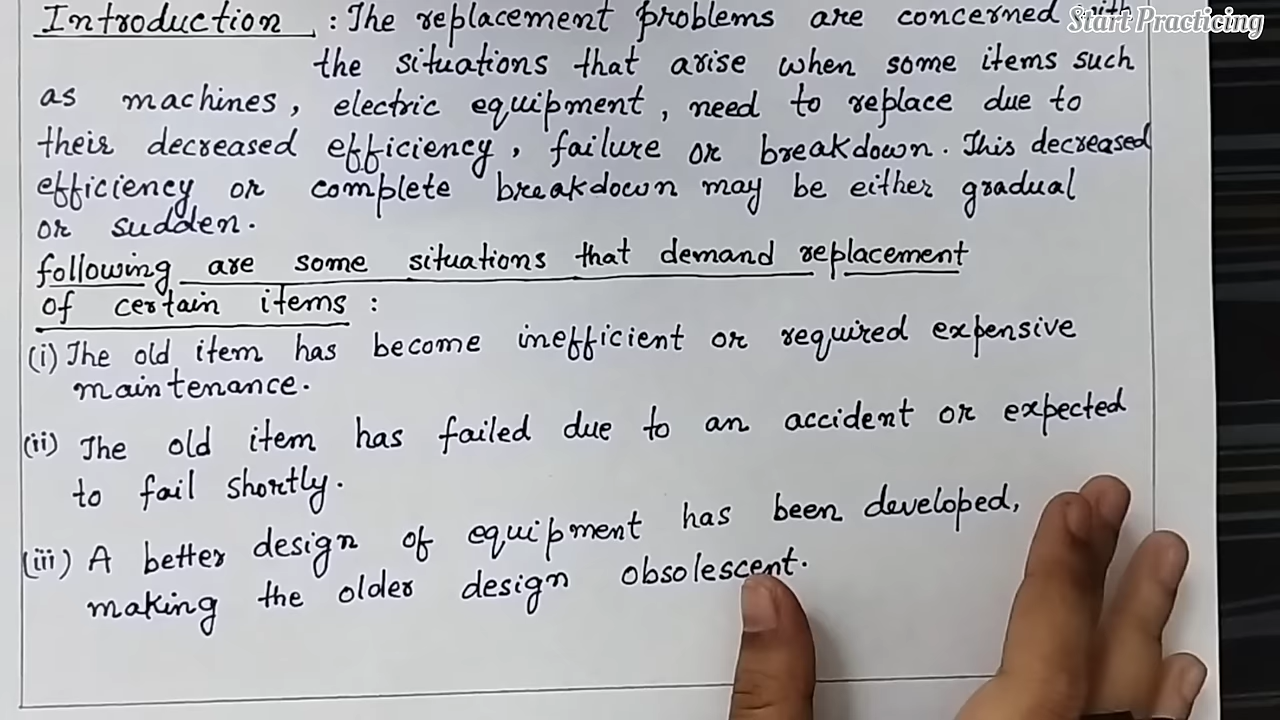 Start Practicing
Introduction : The replacement problems are concerned with
the situations that arise when some items such
as machines, electric equipment, need to replace due to
their decreased efficiency, failure or breakdown. This decreased
efficiency or complete breakdown may be either gradual
or sudden.
following are some situations that demand replacement
of certain items :
(i) The old item has become inefficient or required expensive
maintenance.
(ii) The old item has failed due to an accident or expected
to fail shortly.
(iii) A better design of equipment has been developed,
making the older design obsolescent.